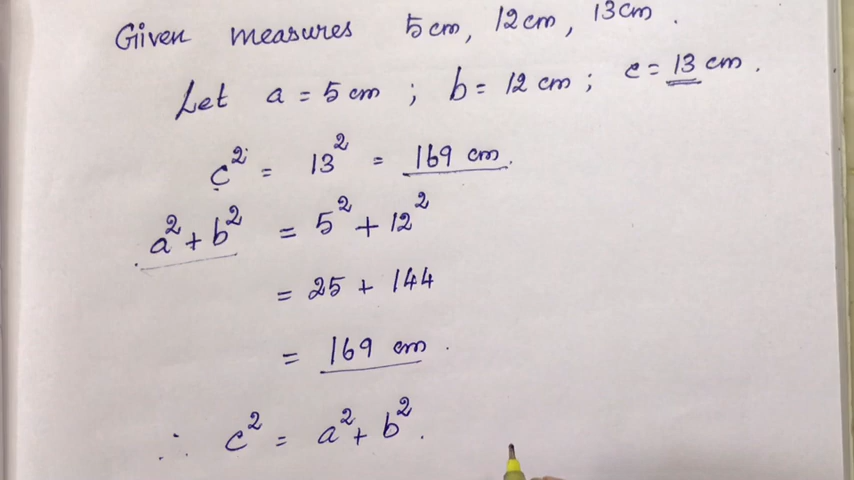 Given measures 5cm, 12cm, 13cm.
Let a = 5cm ; b = 12 cm ; c = 13 cm.
c² = 13² = 169 cm.
a² + b² = 5² + 12²
= 25 + 144
= 169 cm.
∴ c² = a² + b².